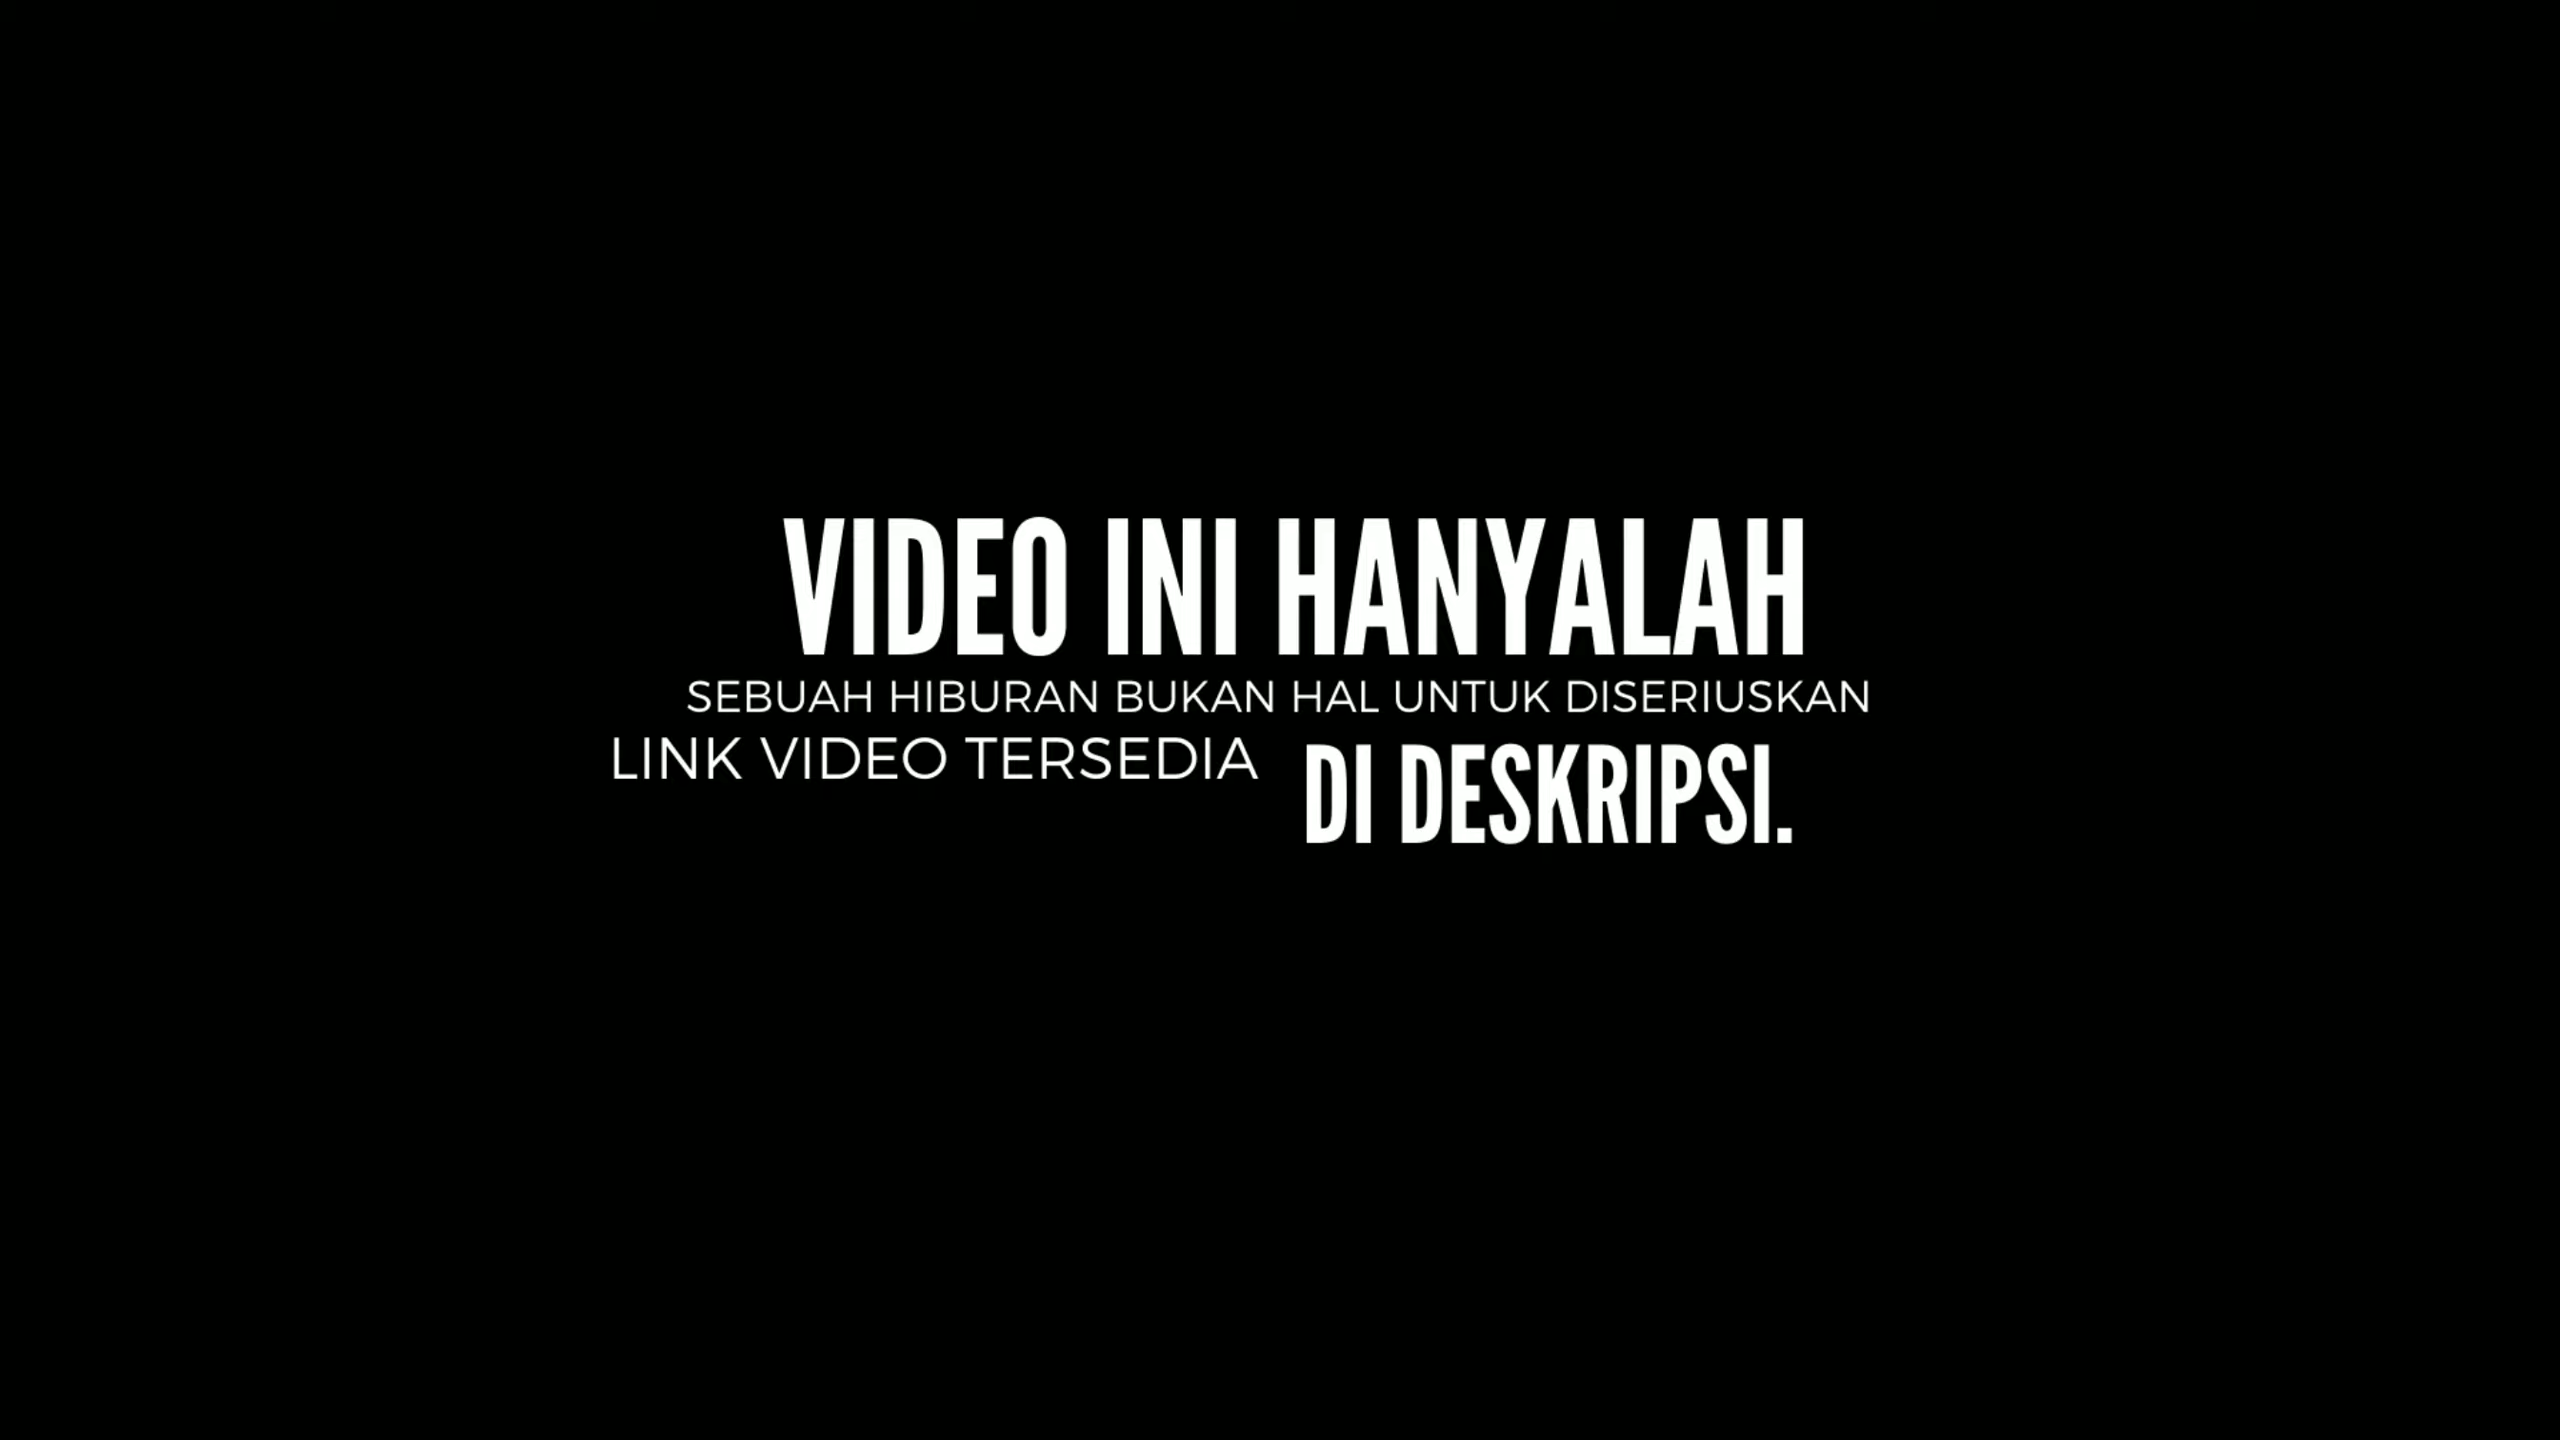 VIDEO INI HANYALAH
SEBUAH HIBURAN BUKAN HAL UNTUK DISERIUSKAN
LINK VIDEO TERSEDIA DI DESKRIPSI.